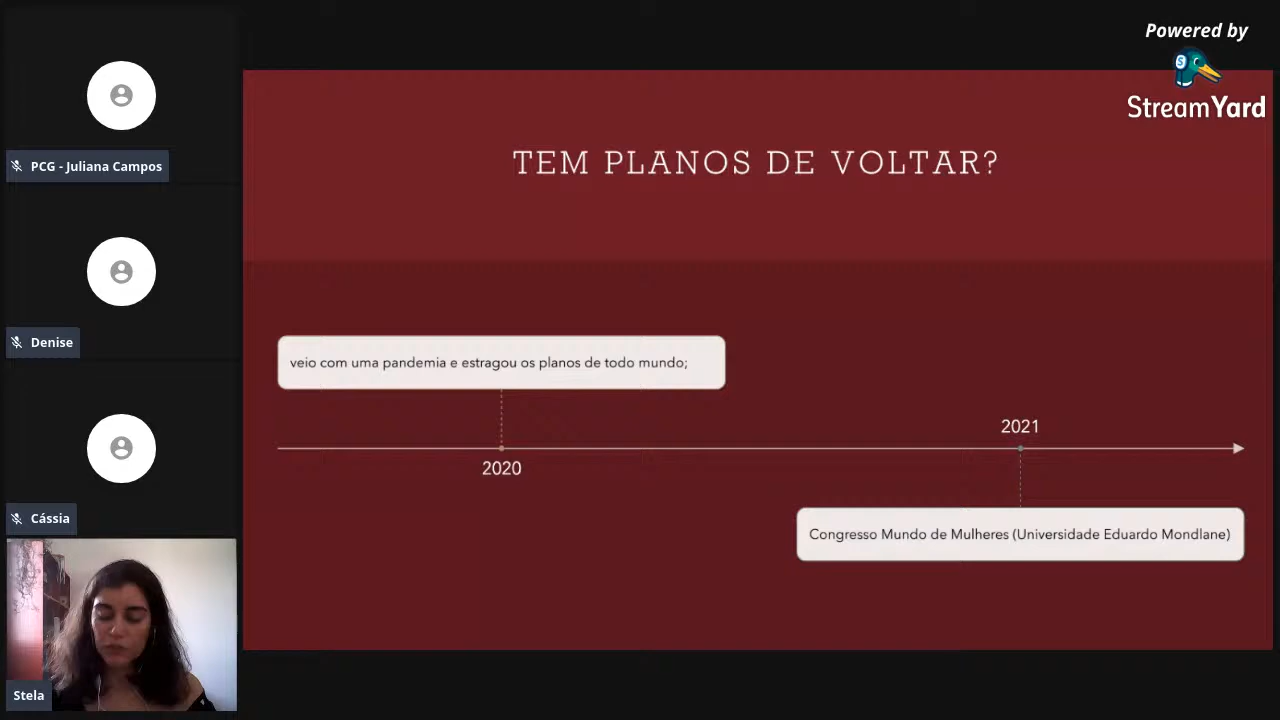 Powered by
StreamYard
TEM PLANOS DE VOLTAR?
veio com uma pandemia e estragou os planos de todo mundo;
2020
2021
Congresso Mundo de Mulheres (Universidade Eduardo Mondlane)
PCG - Juliana Campos
Denise
Cássia
Stela